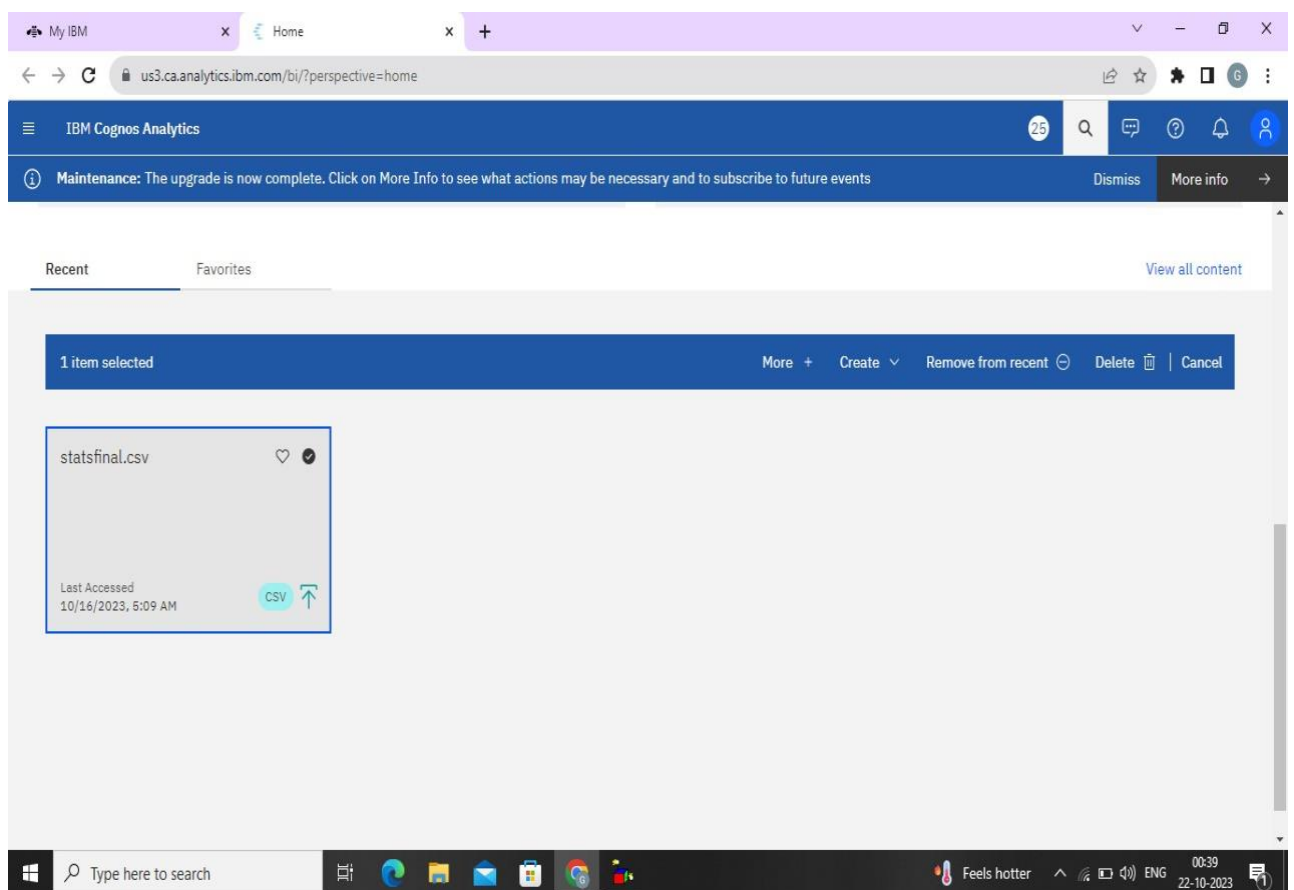 My IBM
Home
us3.ca.analytics.ibm.com/bi/?perspective=home
G
IBM Cognos Analytics
25
Maintenance: The upgrade is now complete. Click on More Info to see what actions may be necessary and to subscribe to future events
Dismiss
More info
Recent
Favorites
View all content
1 item selected
More +
Create
Remove from recent
Delete
Cancel
statsfinal.csv
Last Accessed
10/16/2023, 5:09 AM
CSV
Type here to search
Feels hotter
ENG
00:39
22-10-2023
1